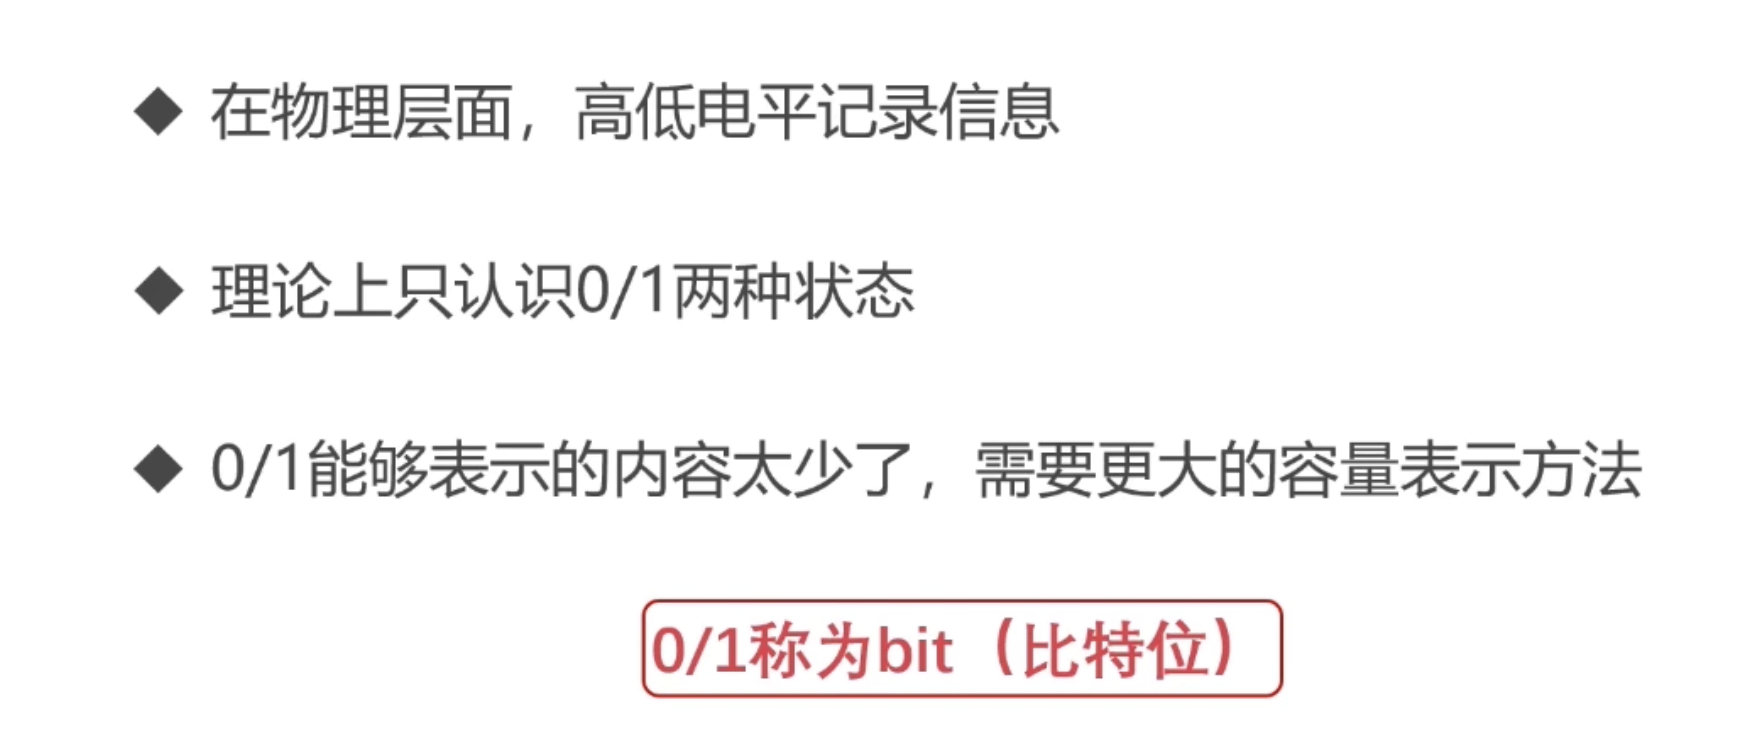 ◆ 在物理层面，高低电平记录信息
◆ 理论上只认识0/1两种状态
◆ 0/1能够表示的内容太少了，需要更大的容量表示方法
0/1称为bit（比特位）